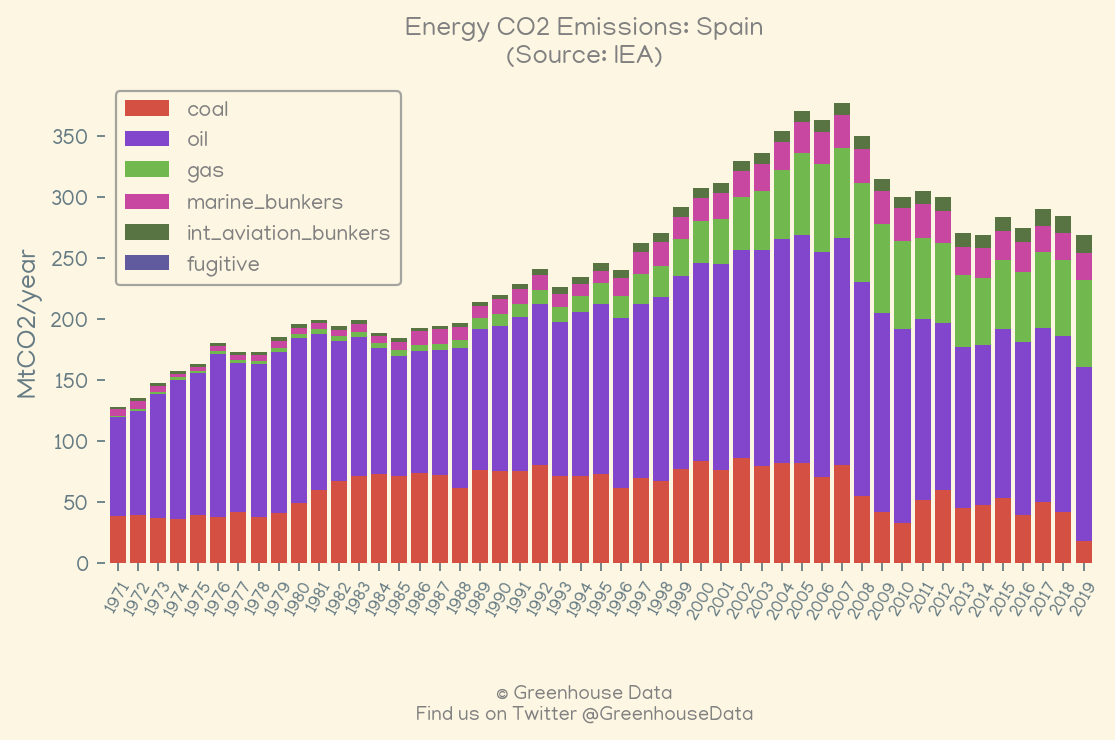 Energy CO2 Emissions: Spain
(Source: IEA)
coal
oil
gas
marine_bunkers
int_aviation_bunkers
fugitive
MtCO2/year
350
300
250
200
150
100
50
0
1971 1972 1973 1974 1975 1976 1977 1978 1979 1980 1981 1982 1983 1984 1985 1986 1987 1988 1989 1990 1991 1992 1993 1994 1995 1996 1997 1998 1999 2000 2001 2002 2003 2004 2005 2006 2007 2008 2009 2010 2011 2012 2013 2014 2015 2016 2017 2018 2019
© Greenhouse Data
Find us on Twitter @GreenhouseData